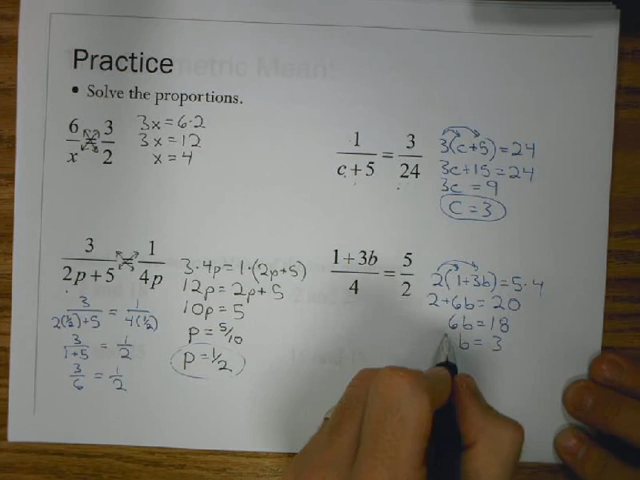 Practice
• Solve the proportions.
6/x = 3/2
3x = 6·2
3x = 12
x = 4
1/(c+5) = 3/24
3(c+5) = 24
3c+15 = 24
3c = 9
c = 3
3/(2p+5) = 1/4p
3·4p = 1·(2p+5)
12p = 2p+5
10p = 5
p = 5/10
p = 1/2
3/(2(1/2)+5) = 1/(4(1/2))
3/(1+5) = 1/2
3/6 = 1/2
(1+3b)/4 = 5/2
2(1+3b) = 5·4
2+6b = 20
6b = 18
b = 3